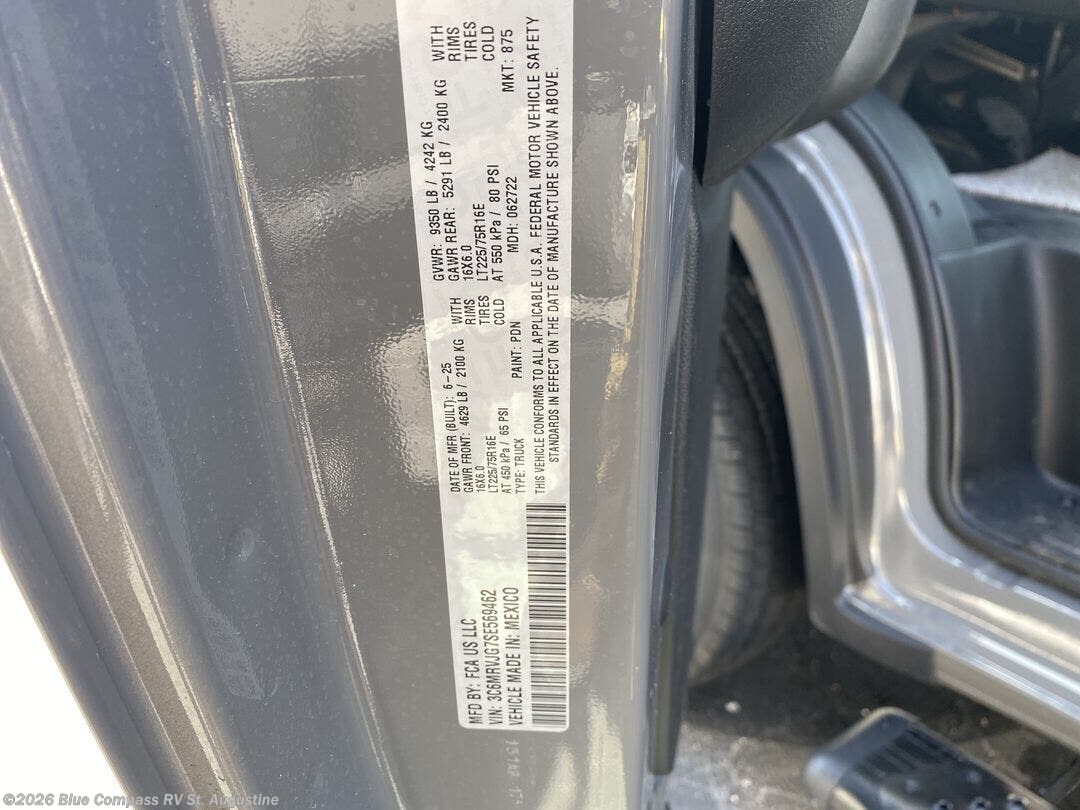 MFD BY: FCA US LLC
VIN: 3C6MRVJG7SE569462
VEHICLE MADE IN: MEXICO
DATE OF MFR (BUILT): 6-25
GAWR FRONT: 4629 LB / 2100 KG WITH
16X6.0 RIMS
LT225/75R16E TIRES
AT 450 kPa / 65 PSI COLD
TYPE: TRUCK PAINT: PDN
GVWR: 9350 LB / 4242 KG
GAWR REAR: 5291 LB / 2400 KG WITH
16X6.0 RIMS
LT225/75R16E TIRES
AT 550 kPa / 80 PSI COLD
MDH: 062722 MKT: 875
THIS VEHICLE CONFORMS TO ALL APPLICABLE U.S.A. FEDERAL MOTOR VEHICLE SAFETY
STANDARDS IN EFFECT ON THE DATE OF MANUFACTURE SHOWN ABOVE.
©2026 Blue Compass RV St. Augustine